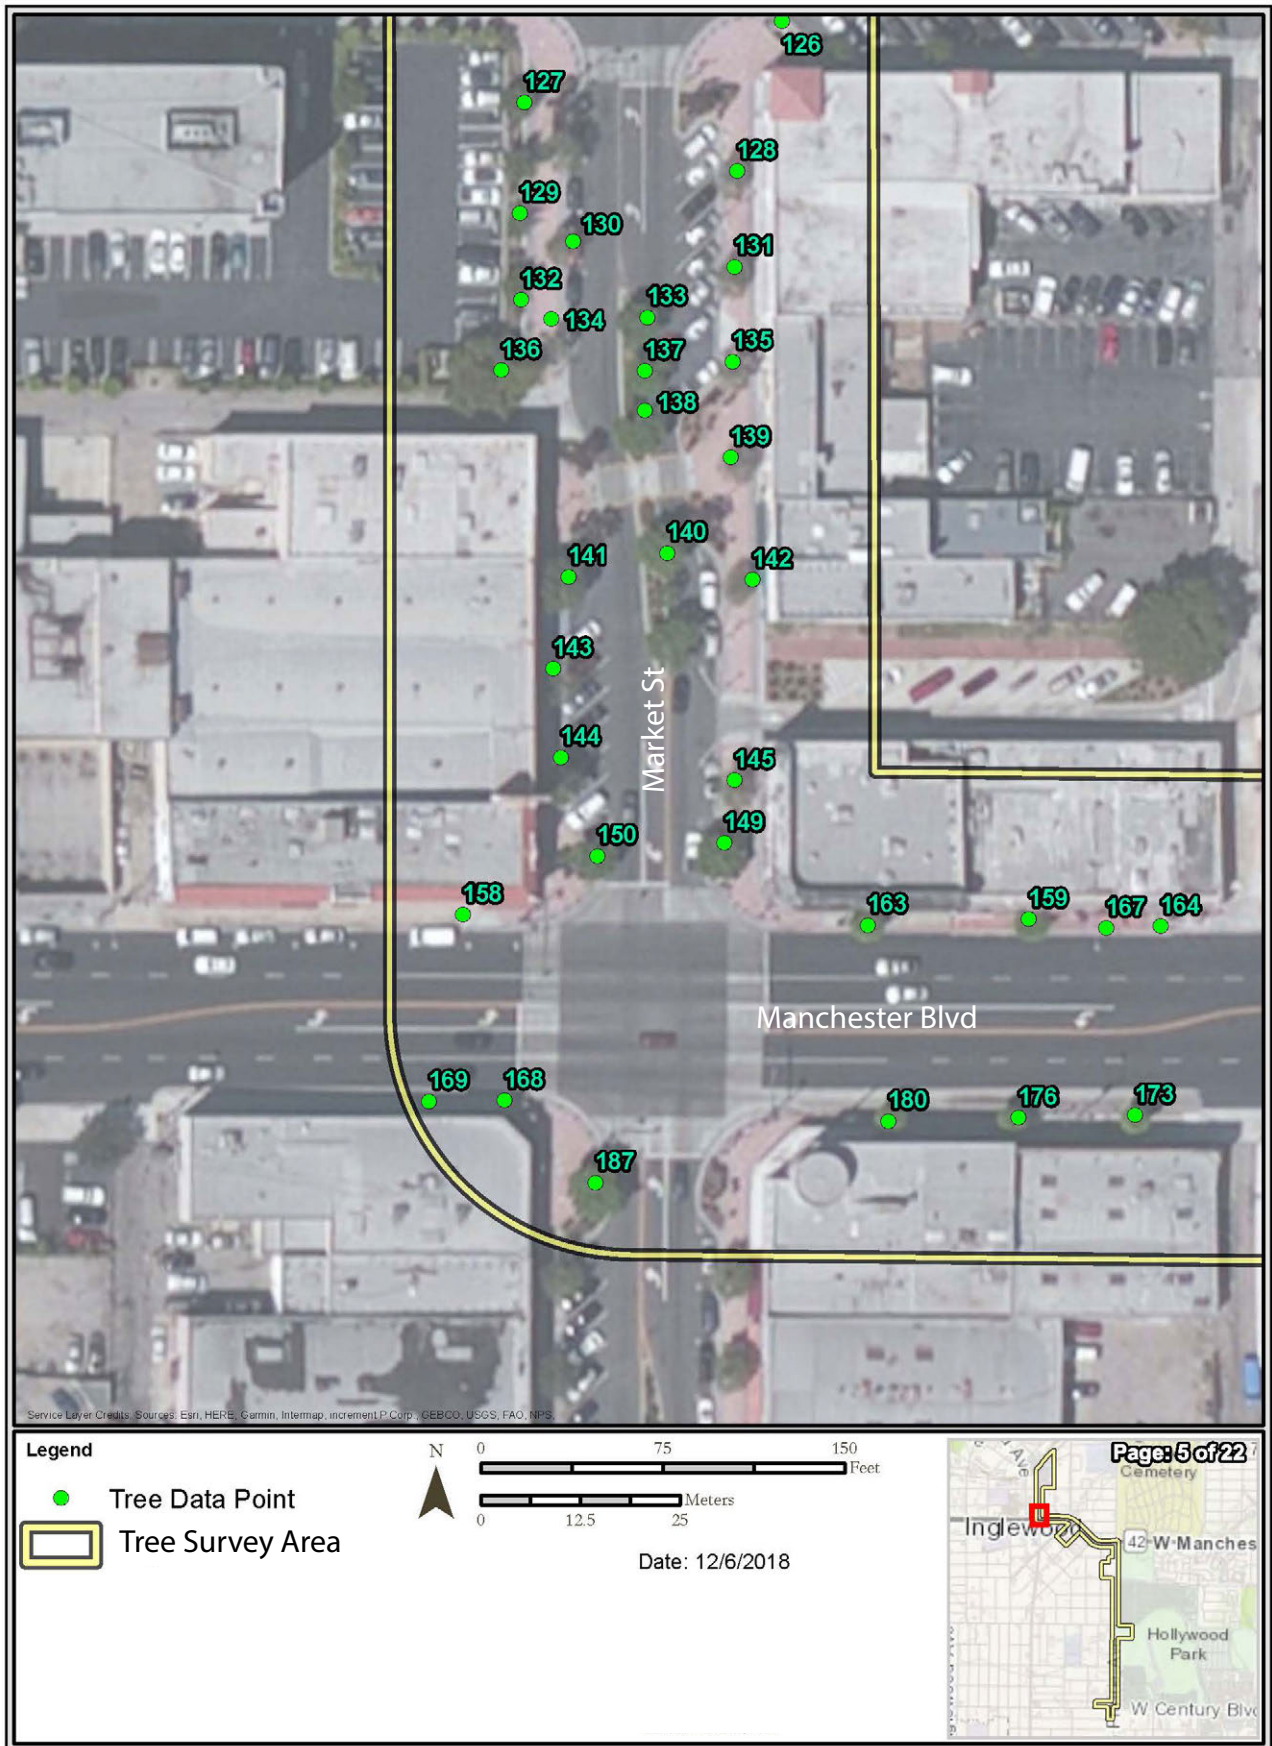 126
127
128
129
130
131
132
133
134
135
136
137
138
139
140
141
142
143
Market St
144
145
149
150
158
163
159
167
164
Manchester Blvd
169
168
180
176
173
187
Service Layer Credits: Sources: Esri, HERE, Garmin, Intermap, increment P Corp., GEBCO, USGS, FAO, NPS,
Legend
Tree Data Point
Tree Survey Area
N
0 75 150
Feet
Meters
0 12.5 25
Date: 12/6/2018
Page: 5 of 22
Ave
Cemetery
Inglewood
42 W Manches
Hollywood
Park
W Century Blv